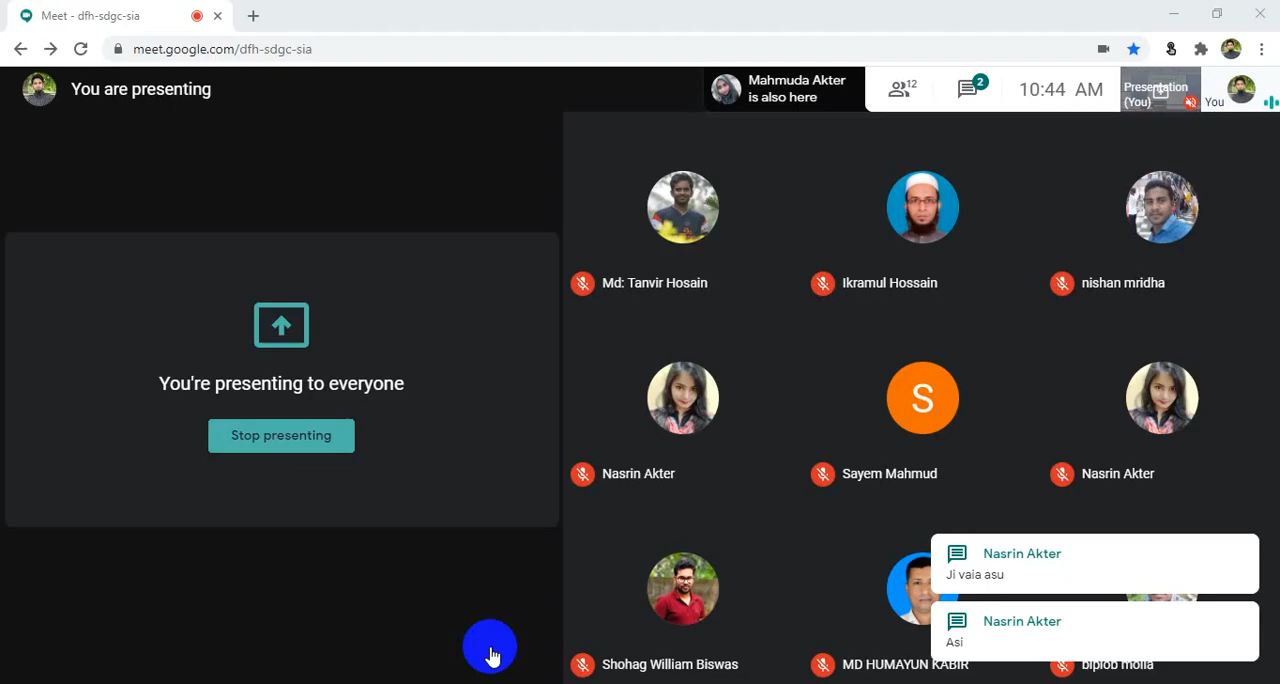 Meet - dfh-sdgc-sia
meet.google.com/dfh-sdgc-sia
You are presenting
Mahmuda Akter
is also here
12
2
10:44 AM
Presentation
(You)
You
Md: Tanvir Hosain
Ikramul Hossain
nishan mridha
You're presenting to everyone
Stop presenting
Nasrin Akter
S
Sayem Mahmud
Nasrin Akter
Nasrin Akter
Ji vaia asu
Nasrin Akter
Asi
Shohag William Biswas
MD HUMAYUN KABIR
biplob molla